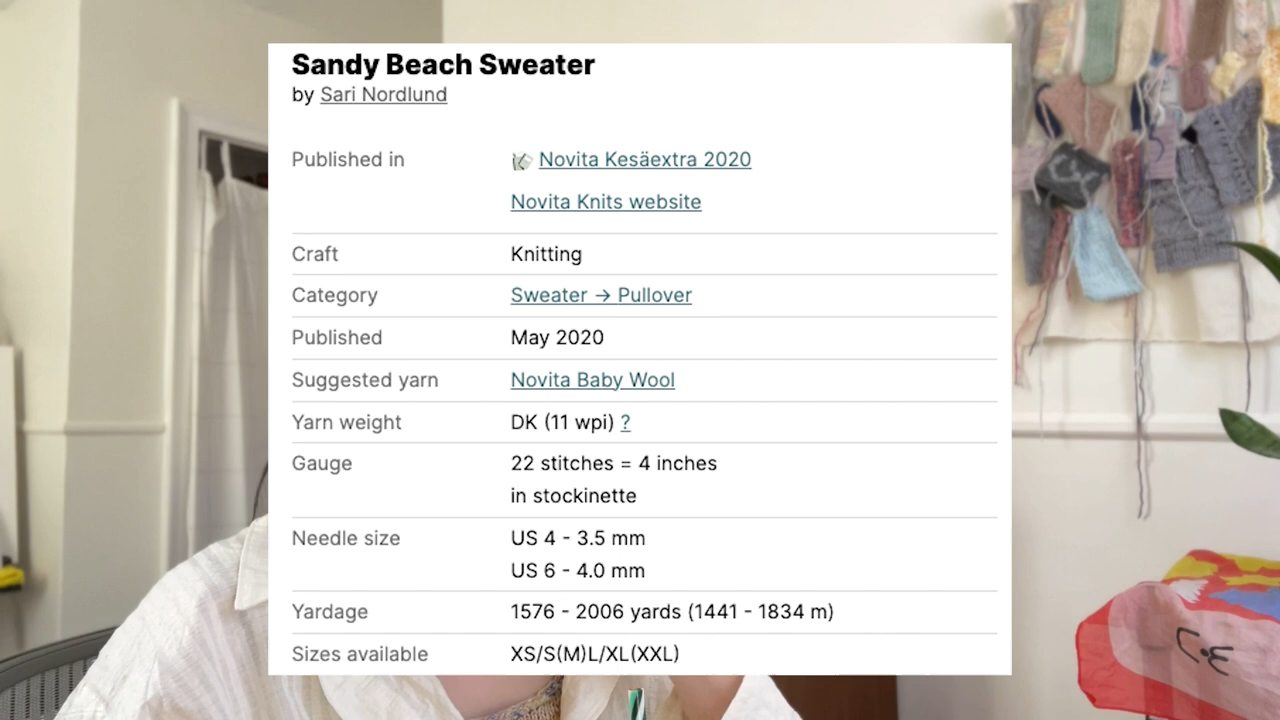 Sandy Beach Sweater
by Sari Nordlund
Published in Novita Kesäextra 2020
Novita Knits website
Craft Knitting
Category Sweater → Pullover
Published May 2020
Suggested yarn Novita Baby Wool
Yarn weight DK (11 wpi) ?
Gauge 22 stitches = 4 inches
in stockinette
Needle size US 4 - 3.5 mm
US 6 - 4.0 mm
Yardage 1576 - 2006 yards (1441 - 1834 m)
Sizes available XS/S(M)L/XL(XXL)